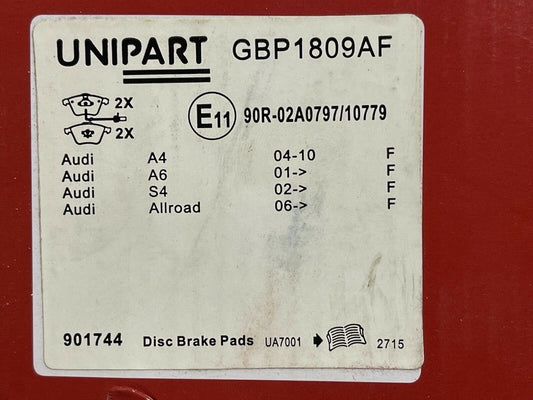 UNIPART GBP1809AF
2X
2X
E11 90R-02A0797/10779
Audi A4 04-10 F
Audi A6 01-> F
Audi S4 02-> F
Audi Allroad 06-> F
901744 Disc Brake Pads UA7001 2715